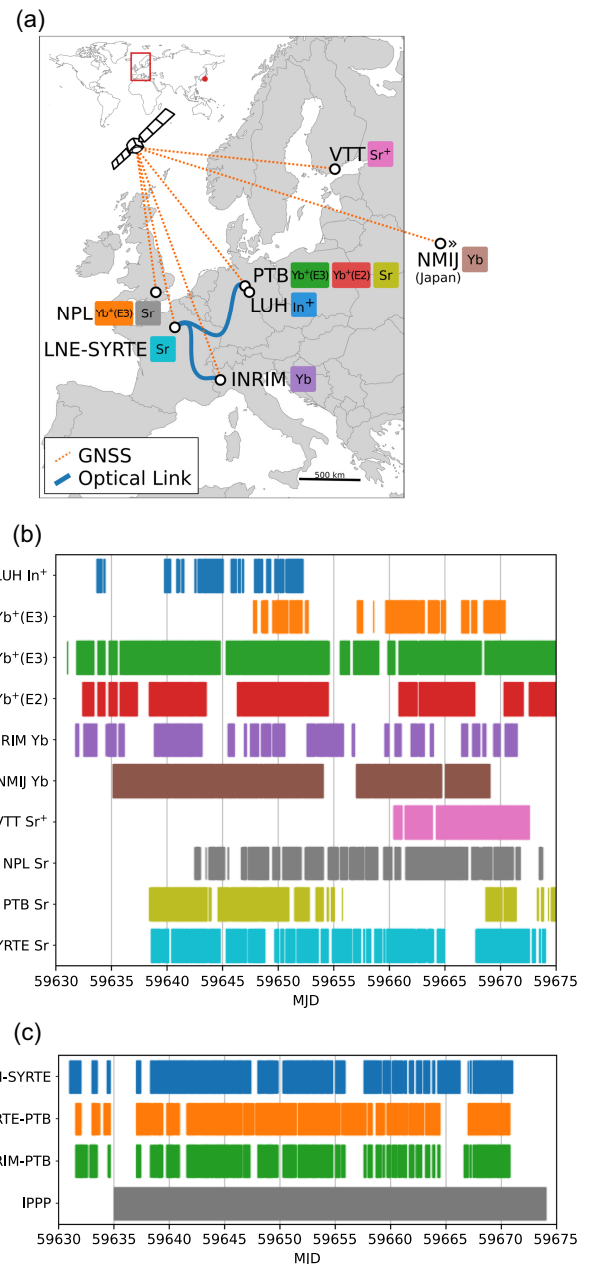 (a)
VTT Sr⁺
NMIJ Yb
(Japan)
PTB Yb⁺(E3) Yb⁺(E2) Sr
LUH In⁺
NPL Yb⁺(E3) Sr
LNE-SYRTE Sr
INRIM Yb
GNSS
Optical Link
500 km
(b)
LUH In⁺
Yb⁺(E3)
Yb⁺(E3)
Yb⁺(E2)
RIM Yb
NMIJ Yb
VTT Sr⁺
NPL Sr
PTB Sr
YRTE Sr
59630 59635 59640 59645 59650 59655 59660 59665 59670 59675
MJD
(c)
-SYRTE
RTE-PTB
RIM-PTB
IPPP
59630 59635 59640 59645 59650 59655 59660 59665 59670 59675
MJD